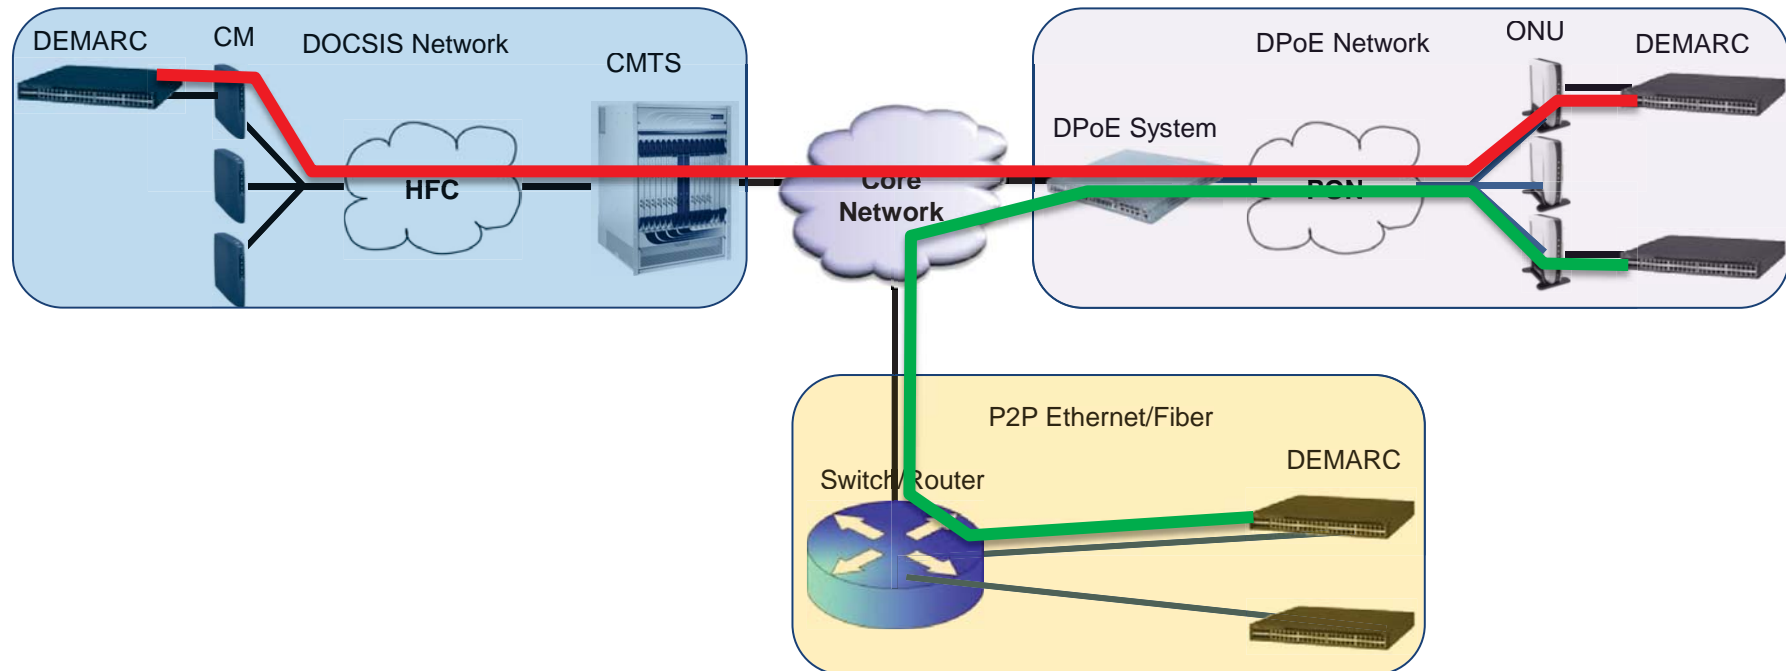 DEMARC
CM
DOCSIS Network
CMTS
HFC
Core
Network
DPoE Network
ONU
DEMARC
DPoE System
PON
P2P Ethernet/Fiber
DEMARC
Switch/Router